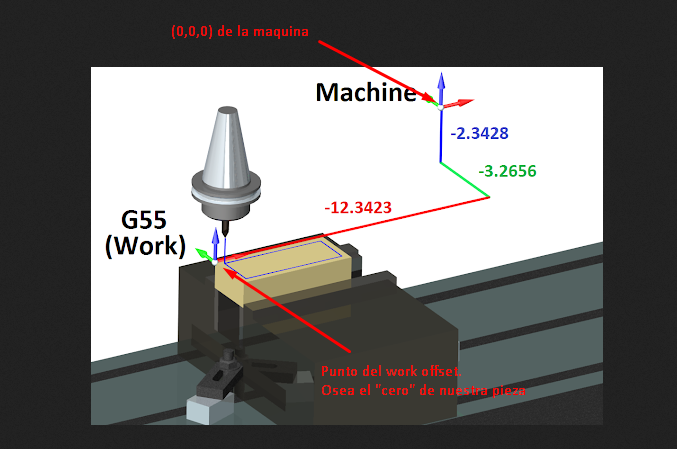 (0,0,0) de la maquina
Machine
-2.3428
-3.2656
-12.3423
G55
(Work)
Punto del work offset.
Osea el "cero" de nuestra pieza